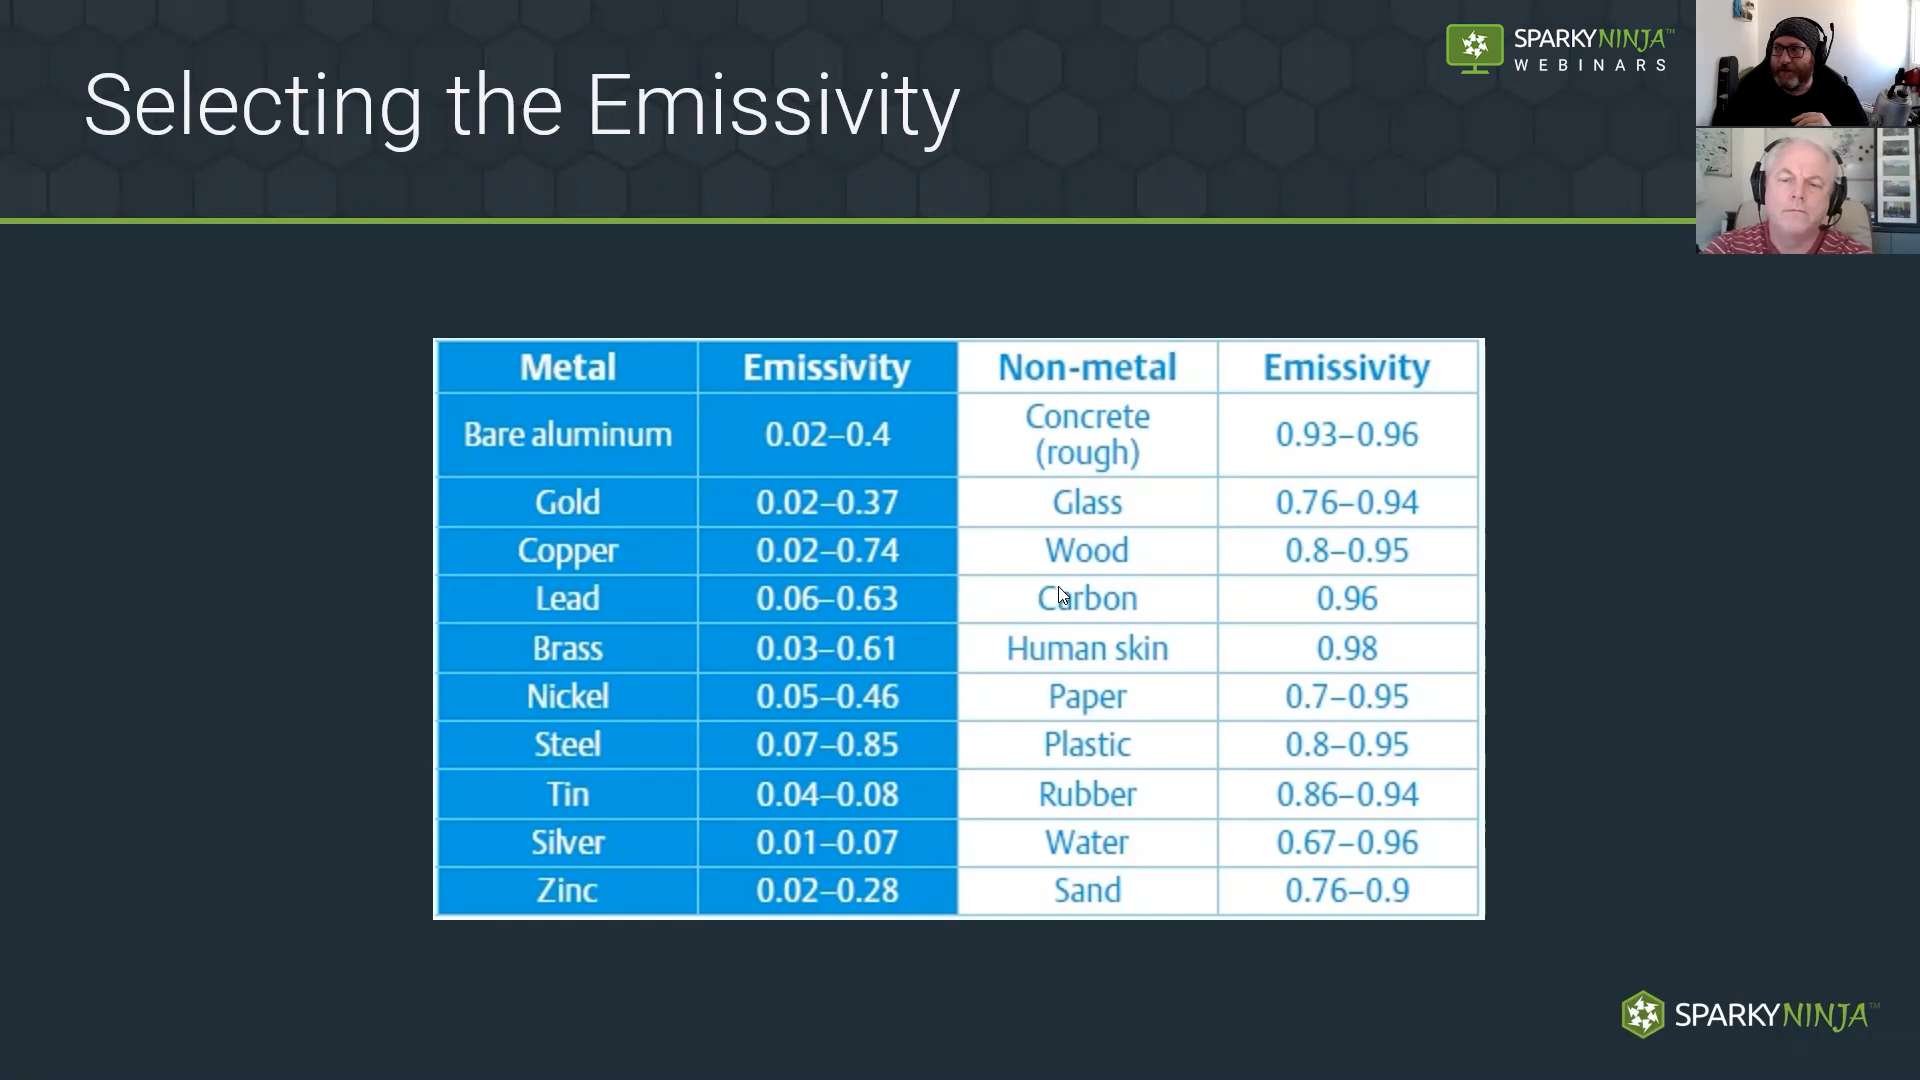 Selecting the Emissivity
SPARKYNINJA™
WEBINARS
Metal Emissivity Non-metal Emissivity
Bare aluminum 0.02–0.4 Concrete (rough) 0.93–0.96
Gold 0.02–0.37 Glass 0.76–0.94
Copper 0.02–0.74 Wood 0.8–0.95
Lead 0.06–0.63 Carbon 0.96
Brass 0.03–0.61 Human skin 0.98
Nickel 0.05–0.46 Paper 0.7–0.95
Steel 0.07–0.85 Plastic 0.8–0.95
Tin 0.04–0.08 Rubber 0.86–0.94
Silver 0.01–0.07 Water 0.67–0.96
Zinc 0.02–0.28 Sand 0.76–0.9
SPARKYNINJA™